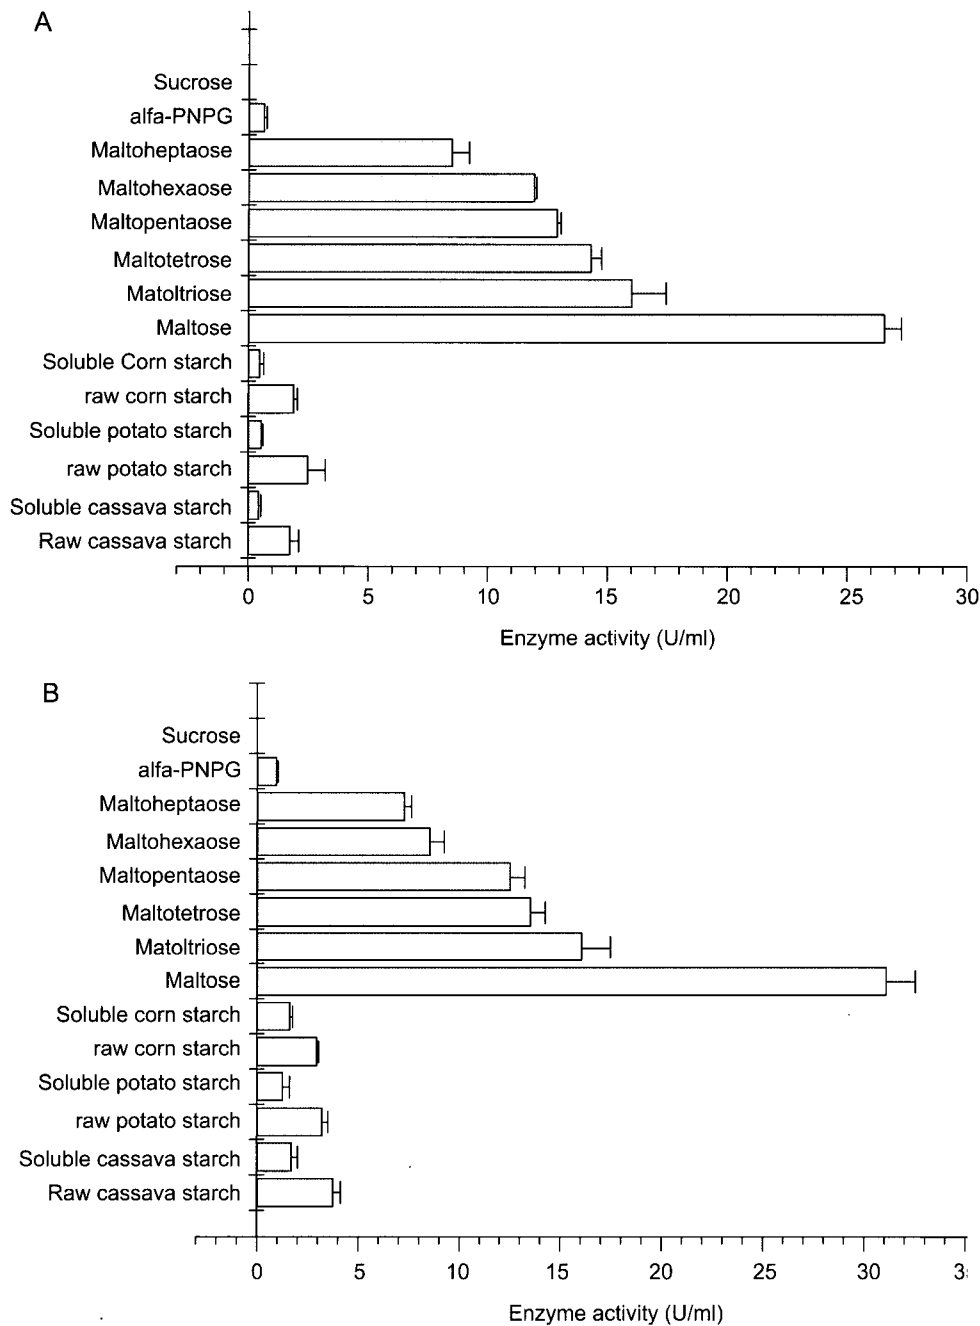 A
Sucrose
alfa-PNPG
Maltoheptaose
Maltohexaose
Maltopentaose
Maltotetrose
Matoltriose
Maltose
Soluble Corn starch
raw corn starch
Soluble potato starch
raw potato starch
Soluble cassava starch
Raw cassava starch
0 5 10 15 20 25 30
Enzyme activity (U/ml)
B
Sucrose
alfa-PNPG
Maltoheptaose
Maltohexaose
Maltopentaose
Maltotetrose
Matoltriose
Maltose
Soluble corn starch
raw corn starch
Soluble potato starch
raw potato starch
Soluble cassava starch
Raw cassava starch
0 5 10 15 20 25 30
Enzyme activity (U/ml)